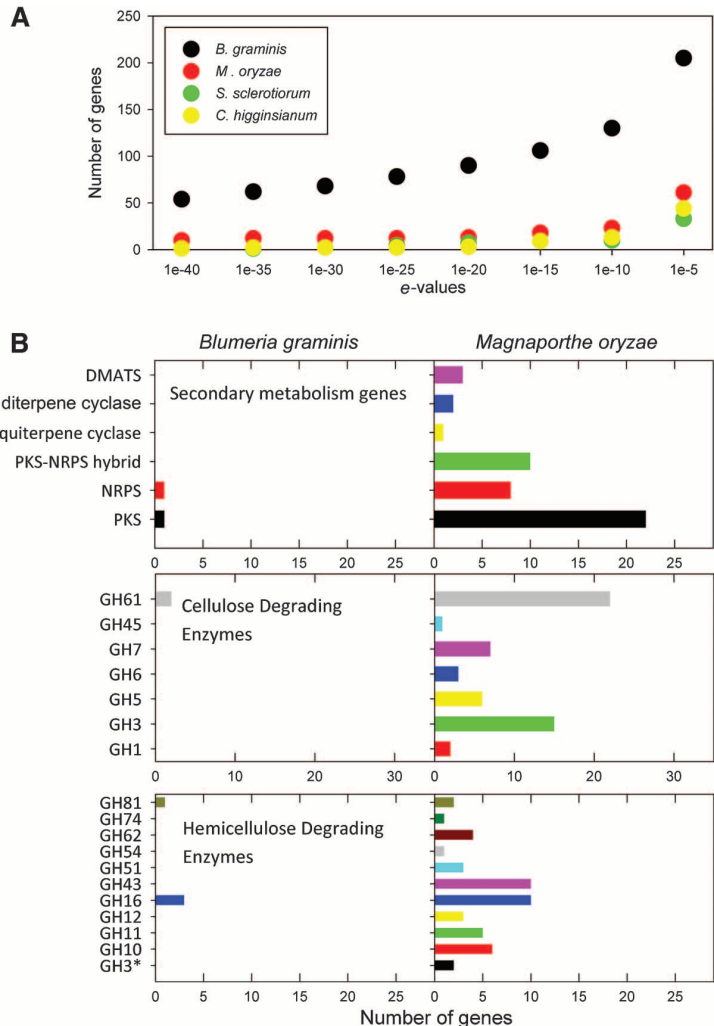 A
Number of genes
250
200
150
100
50
0
B. graminis
M . oryzae
S. sclerotiorum
C. higginsianum
1e-40 1e-35 1e-30 1e-25 1e-20 1e-15 1e-10 1e-5
e-values
B
Blumeria graminis Magnaporthe oryzae
Secondary metabolism genes
DMATS
diterpene cyclase
quiterpene cyclase
PKS-NRPS hybrid
NRPS
PKS
0 5 10 15 20 25 0 5 10 15 20 25
Cellulose Degrading
Enzymes
GH61
GH45
GH7
GH6
GH5
GH3
GH1
0 10 20 30 0 10 20 30
Hemicellulose Degrading
Enzymes
GH81
GH74
GH62
GH54
GH51
GH43
GH16
GH12
GH11
GH10
GH3*
0 5 10 15 20 25 0 5 10 15 20 25
Number of genes